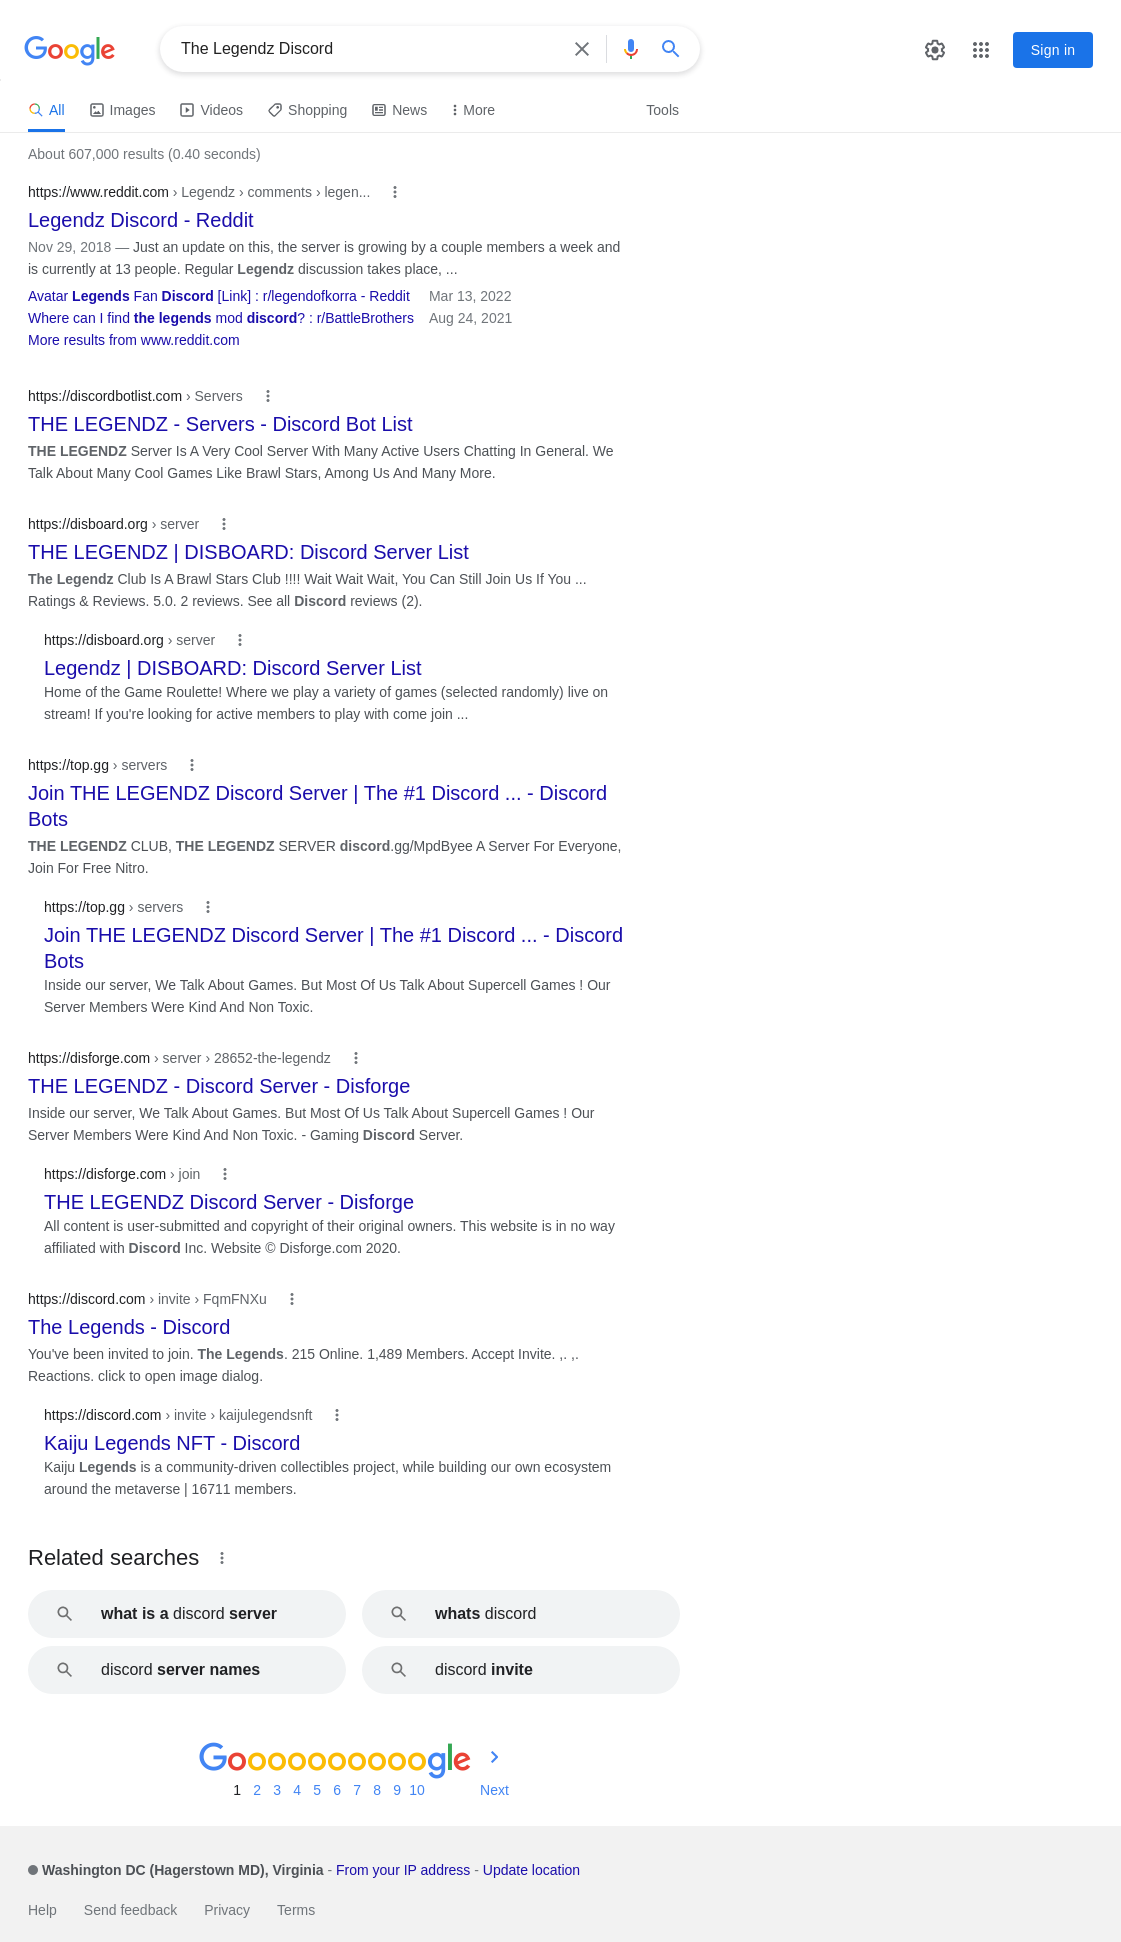 Google
The Legendz Discord
Sign in
All Images Videos Shopping News More Tools
About 607,000 results (0.40 seconds)
https://www.reddit.com › Legendz › comments › legen...
Legendz Discord - Reddit
Nov 29, 2018 — Just an update on this, the server is growing by a couple members a week and
is currently at 13 people. Regular Legendz discussion takes place, ...
Avatar Legends Fan Discord [Link] : r/legendofkorra - Reddit Mar 13, 2022
Where can I find the legends mod discord? : r/BattleBrothers Aug 24, 2021
More results from www.reddit.com
https://discordbotlist.com › Servers
THE LEGENDZ - Servers - Discord Bot List
THE LEGENDZ Server Is A Very Cool Server With Many Active Users Chatting In General. We
Talk About Many Cool Games Like Brawl Stars, Among Us And Many More.
https://disboard.org › server
THE LEGENDZ | DISBOARD: Discord Server List
The Legendz Club Is A Brawl Stars Club !!!! Wait Wait Wait, You Can Still Join Us If You ...
Ratings & Reviews. 5.0. 2 reviews. See all Discord reviews (2).
https://disboard.org › server
Legendz | DISBOARD: Discord Server List
Home of the Game Roulette! Where we play a variety of games (selected randomly) live on
stream! If you're looking for active members to play with come join ...
https://top.gg › servers
Join THE LEGENDZ Discord Server | The #1 Discord ... - Discord
Bots
THE LEGENDZ CLUB, THE LEGENDZ SERVER discord.gg/MpdByee A Server For Everyone,
Join For Free Nitro.
https://top.gg › servers
Join THE LEGENDZ Discord Server | The #1 Discord ... - Discord
Bots
Inside our server, We Talk About Games. But Most Of Us Talk About Supercell Games ! Our
Server Members Were Kind And Non Toxic.
https://disforge.com › server › 28652-the-legendz
THE LEGENDZ - Discord Server - Disforge
Inside our server, We Talk About Games. But Most Of Us Talk About Supercell Games ! Our
Server Members Were Kind And Non Toxic. - Gaming Discord Server.
https://disforge.com › join
THE LEGENDZ Discord Server - Disforge
All content is user-submitted and copyright of their original owners. This website is in no way
affiliated with Discord Inc. Website © Disforge.com 2020.
https://discord.com › invite › FqmFNXu
The Legends - Discord
You've been invited to join. The Legends. 215 Online. 1,489 Members. Accept Invite. ,. ,.
Reactions. click to open image dialog.
https://discord.com › invite › kaijulegendsnft
Kaiju Legends NFT - Discord
Kaiju Legends is a community-driven collectibles project, while building our own ecosystem
around the metaverse | 16711 members.
Related searches
what is a discord server
whats discord
discord server names
discord invite
Goooooooooogle
1 2 3 4 5 6 7 8 9 10 Next
Washington DC (Hagerstown MD), Virginia - From your IP address - Update location
Help Send feedback Privacy Terms